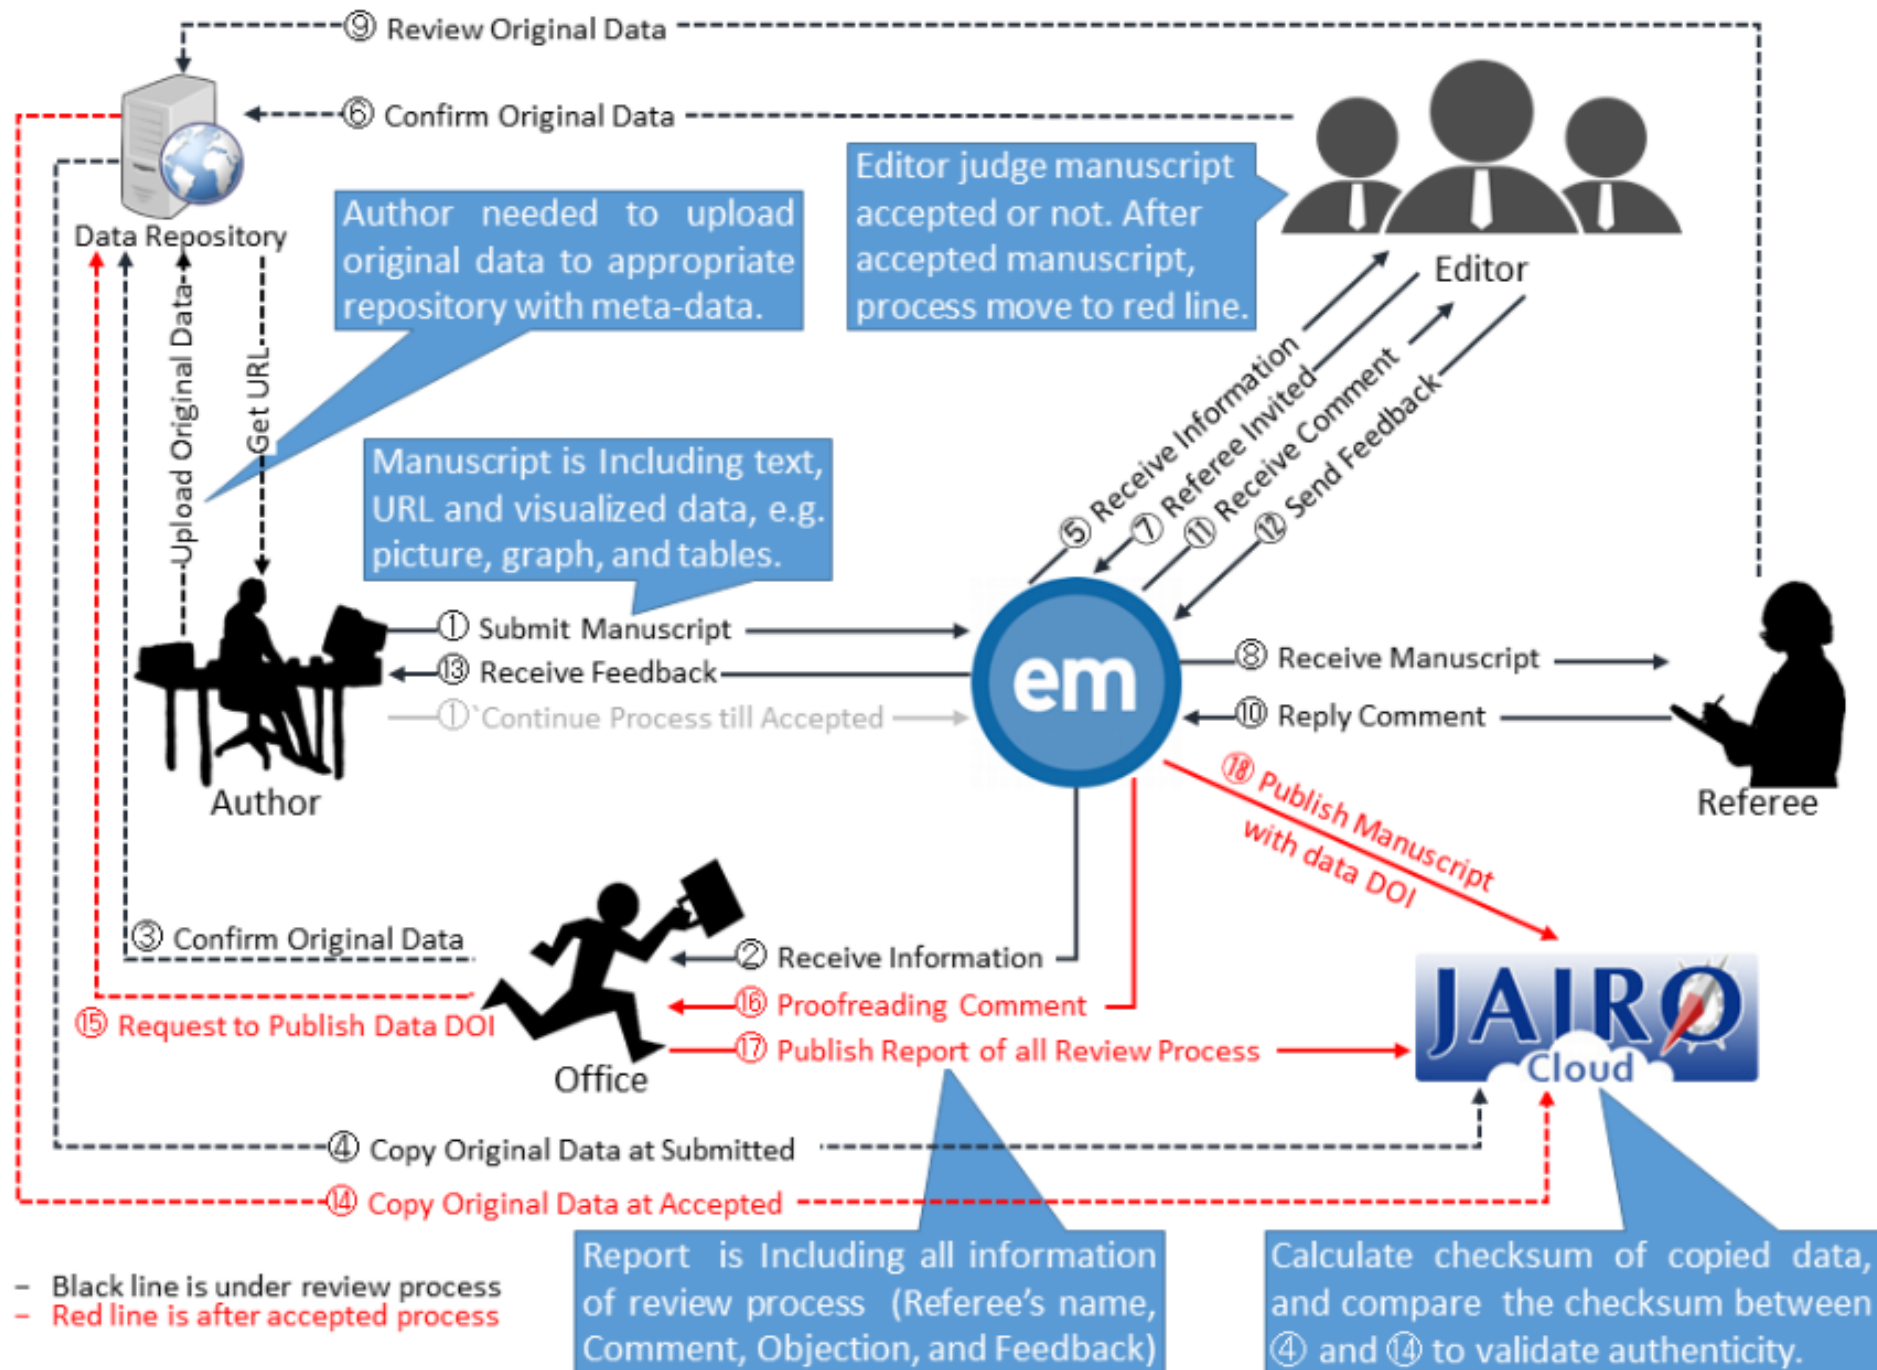 ⑨ Review Original Data
⑥ Confirm Original Data
Data Repository
Author needed to upload
original data to appropriate
repository with meta-data.
Editor judge manuscript
accepted or not. After
accepted manuscript,
process move to red line.
Editor
Upload Original Data
Get URL
Manuscript is Including text,
URL and visualized data, e.g.
picture, graph, and tables.
⑤ Receive Information
⑦ Referee Invited
⑪ Receive Comment
⑫ Send Feedback
① Submit Manuscript
⑬ Receive Feedback
①`Continue Process till Accepted
em
⑧ Receive Manuscript
⑩ Reply Comment
Author
Referee
⑱ Publish Manuscript
with data DOI
③ Confirm Original Data
② Receive Information
⑯ Proofreading Comment
⑮ Request to Publish Data DOI
⑰ Publish Report of all Review Process
Office
JAIRO
Cloud
④ Copy Original Data at Submitted
⑭ Copy Original Data at Accepted
– Black line is under review process
– Red line is after accepted process
Report is Including all information
of review process (Referee's name,
Comment, Objection, and Feedback)
Calculate checksum of copied data,
and compare the checksum between
④ and ⑭ to validate authenticity.